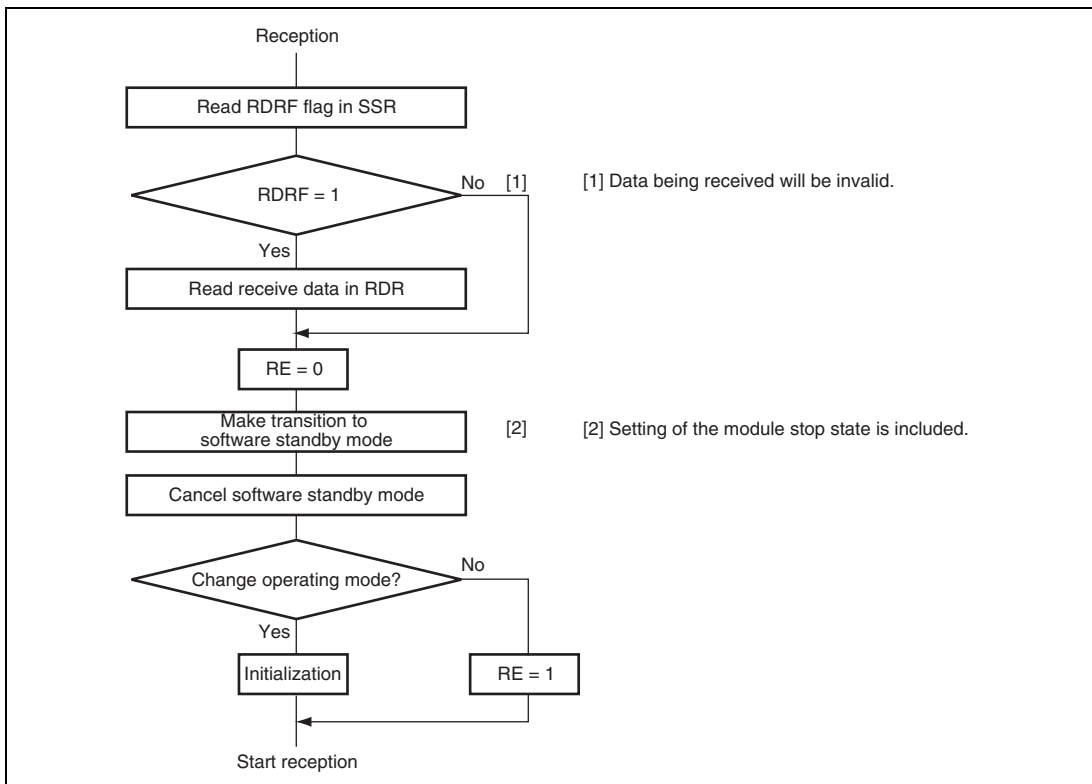 Reception
Read RDRF flag in SSR
RDRF = 1
No [1]
[1] Data being received will be invalid.
Yes
Read receive data in RDR
RE = 0
Make transition to
software standby mode
[2]
[2] Setting of the module stop state is included.
Cancel software standby mode
Change operating mode?
No
Yes
Initialization
RE = 1
Start reception